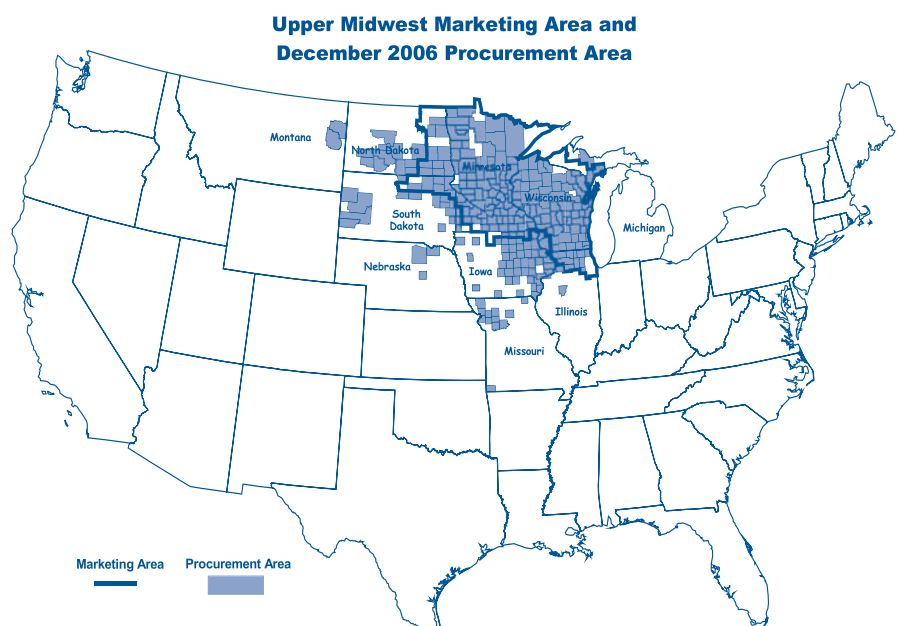 Upper Midwest Marketing Area and
December 2006 Procurement Area
Montana
North Dakota
Minnesota
Wisconsin
South
Dakota
Michigan
Nebraska
Iowa
Illinois
Missouri
Marketing Area
Procurement Area